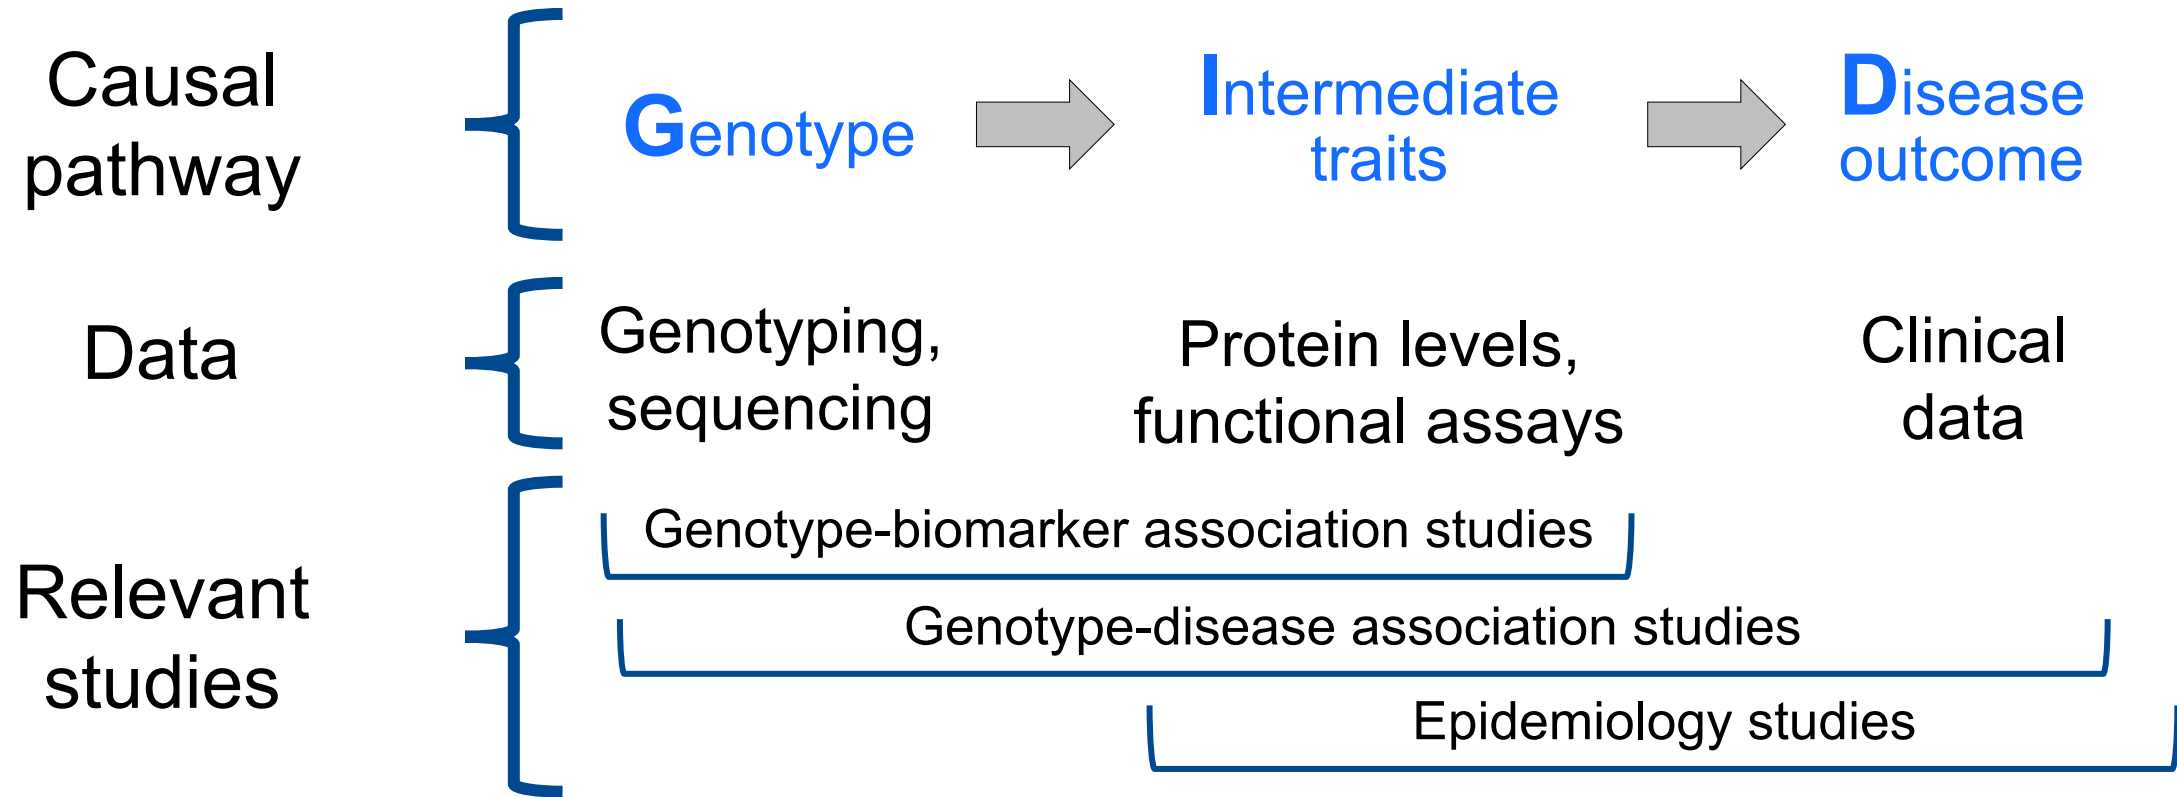 Causal
pathway
Genotype
Intermediate
traits
Disease
outcome
Data
Genotyping,
sequencing
Protein levels,
functional assays
Clinical
data
Relevant
studies
Genotype-biomarker association studies
Genotype-disease association studies
Epidemiology studies